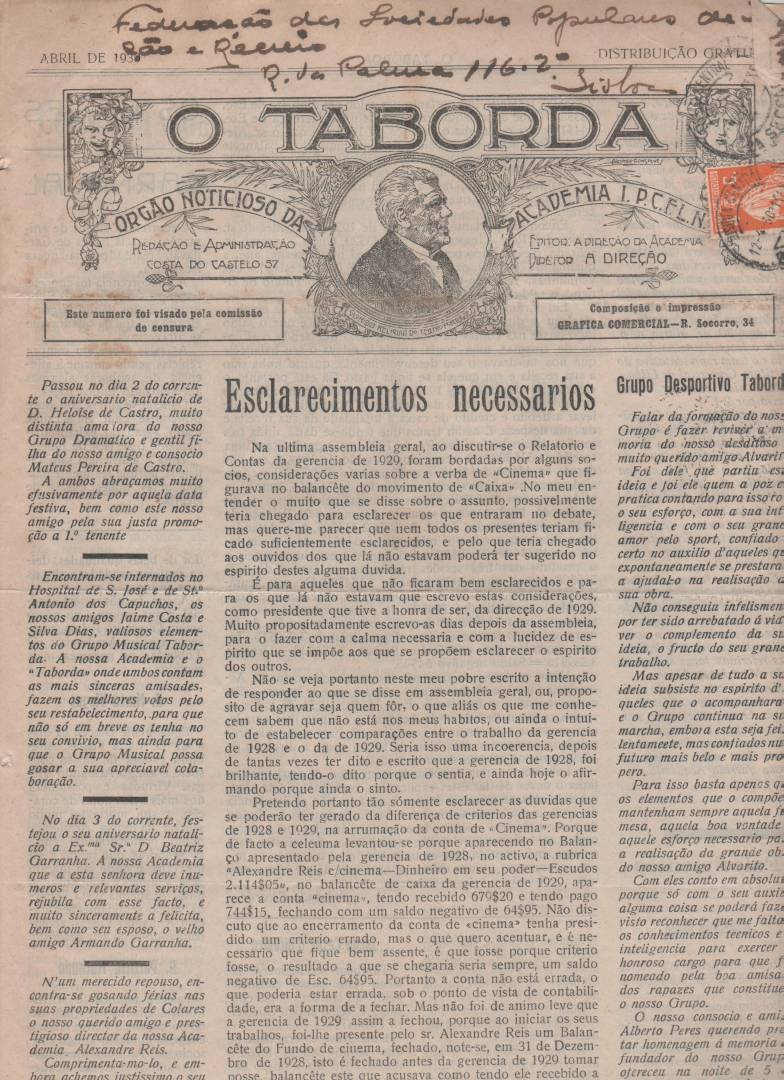 Federação das Sociedades Populares de
ção e Recreio
R. da Palma 116-2º
Lisboa
ABRIL DE 193
DISTRIBUIÇÃO GRATU
O TABORDA
ORGÃO NOTICIOSO DA
ACADEMIA I. P. C. F. L. N.
REDAÇÃO E ADMINISTRAÇÃO
COSTA DO CASTELO 57
EDITOR: A DIREÇÃO DA ACADEMIA
DIRETOR A DIREÇÃO
Este numero foi visado pela comissão
de censura
Composição e impressão
GRAFICA COMERCIAL—R. Socorro, 34
Passou no dia 2 do corren-
te o aniversario natalicio de
D. Heloise de Castro, muito
distinta ama ora do nosso
Grupo Dramatico e gentil fi-
lha do nosso amigo e consocio
Mateus Pereira de Castro.
A ambos abraçamos muito
efusivamente por aquela data
festiva, bem como este nosso
amigo pela sua justa promo-
ção a 1.º tenente
Encontram-se internados no
Hospital de S. José e de St.º
Antonio dos Capuchos, os
nossos amigos Jaime Costa e
Silva Dias, valiosos elemen-
tos do Grupo Musical Tabor-
da. A nossa Academia e o
"Taborda" onde ambos contam
as mais sinceras amisades,
fazem os melhores votos pelo
seu restabelecimento, para que
não só em breve os tenha no
seu convivio, mas ainda para
que o Grupo Musical possa
gosar a sua apreciavel cola-
boração.
No dia 3 do corrente, fes-
tejou o seu aniversario natali-
cio a Ex.ma Sr.ª D Beatriz
Garranha. A nossa Academia
que a esta senhora deve inu-
meros e relevantes serviços,
rejubila com esse facto, e
muito sinceramente a felicita,
bem como seu esposo, o velho
amigo Armando Garranha.
N'um merecido repouso, en-
contra-se gosando férias nas
suas propriedades de Colares
o nosso querido amigo e pres-
tigioso director da nossa Aca-
demia, Alexandre Reis.
Comprimenta-mo-lo, e em-
bora achemos justissimo o seu
Esclarecimentos necessarios
Na ultima assembleia geral, ao discutir-se o Relatorio e
Contas da gerencia de 1929, foram bordadas por alguns so-
cios, considerações varias sobre a verba de «Cinema» que fi-
gurava no balancête do movimento de «Caixa» .No meu en-
tender o muito que se disse sobre o assunto, possivelmente
teria chegado para esclarecer os que entraram no debate,
mas quere-me parecer que nem todos os presentes teriam fi-
cado suficientemente esclarecidos, e pelo que teria chegado
aos ouvidos dos que lá não estavam poderá ter sugerido no
espirito destes alguma duvida.
É para aqueles que não ficaram bem esclarecidos e pa-
ra os que lá não estavam que escrevo estas considerações,
como presidente que tive a honra de ser, da direcção de 1929.
Muito propositadamente escrevo-as dias depois da assembleia,
para o fazer com a calma necessaria e com a lucidez de es-
pirito que se impõe aos que se propõem esclarecer o espirito
dos outros.
Não se veja portanto neste meu pobre escrito a intenção
de responder ao que se disse em assembleia geral, ou, propo-
sito de agravar seja quem fôr, o que aliás os que me conhe-
cem sabem que não está nos meus habitos, ou ainda o intui-
to de estabelecer comparações entre o trabalho da gerencia
de 1928 e o da de 1929. Seria isso uma incoerencia, depois
de tantas vezes ter dito e escrito que a gerencia de 1928, foi
brilhante, tendo-o dito porque o sentia, e ainda hoje o afir-
mando porque ainda o sinto.
Pretendo portanto tão sómente esclarecer as duvidas que
se poderão ter gerado da diferença de criterios das gerencias
de 1928 e 1929, na arrumação da conta de «Cinema». Porque
de facto a celeuma levantou-se porque aparecendo no Balan-
ço apresentado pela gerencia de 1928, no activo, a rubrica
"Alexandre Reis c/cinema—Dinheiro em seu poder—Escudos
2.114$05», no balancête de caixa da gerencia de 1929, apa-
rece a conta "cinema», tendo recebido 679$20 e tendo pago
744$15, fechando com um saldo negativo de 64$95. Não dis-
cuto que ao encerramento da conta de «cinema» tenha presi-
dido um criterio errado, mas o que quero acentuar, e é ne-
cessario que fique bem assente, é que iosse porque criterio
fosse, o resultado a que se chegaria seria sempre, um saldo
negativo de Esc. 64$95. Portanto a conta não está errada, o
que poderia estar errada, sob o ponto de vista de contabili-
dade, era a forma de a fechar. Mas não foi de animo leve que
a gerencia de 1929 assim a fechou, porque ao iniciar os seus
trabalhos, foi-lhe presente pelo sr. Alexandre Reis um Balan-
cête do Fundo de cinema, fechado, note-se, em 31 de Dezem-
bro de 1928, isto é fechado antes da gerencia de 1929 tomar
posse, balancête este que acusava como tendo ele recebido a
Grupo Desportivo Tabord
Falar da formação do noss
Grupo é fazer reviver a m
moria do nosso desditoso
muito querido amigo Alvarit
Foi dele que partiu est
ideia e foi ele quem a poz e
pratica contando para isso ro
o seu esforço, com a sua int
ligencia e com o seu grand
amor pelo sport, confiado
certo no auxilio d'aqueles qu
expontaneamente se prestara
a ajudal-o na realisação d
sua obra.
Não conseguia infelismen
por ter sido arrebatado á vid
ver o complemento da su
ideia, o fructo do seu grand
trabalho.
Mas apesar de tudo a su
ideia subsiste no espirito d'
queles que o acompanhara
e o Grupo continua na su
marcha, embora esta seja fei
lentameete, mas confiados nu
futuro mais belo e mais pro
pero.
Para isso basta apenas q
os elementos que o compõe
mantenham sempre aquela fi
mesa, aquela boa vontade
aquele esforço necessario pa
a realisação da grande ob
do nosso amigo Alvarito.
Com eles conto em absolut
porque só com o seu auxil
alguma coisa se poderá faze
visto reconhecer que me falta
os conhecimentos tecnicos e
inteligencia para exercer
honroso cargo para que f
nomeado pela boa amisa
dos rapazes que constitue
o nosso Grupo.
O nosso consocio e ami
Alberto Peres querendo pre
tar homenagem á memoria
fundador do nosso Grup
ofereceu na noite de 5 d